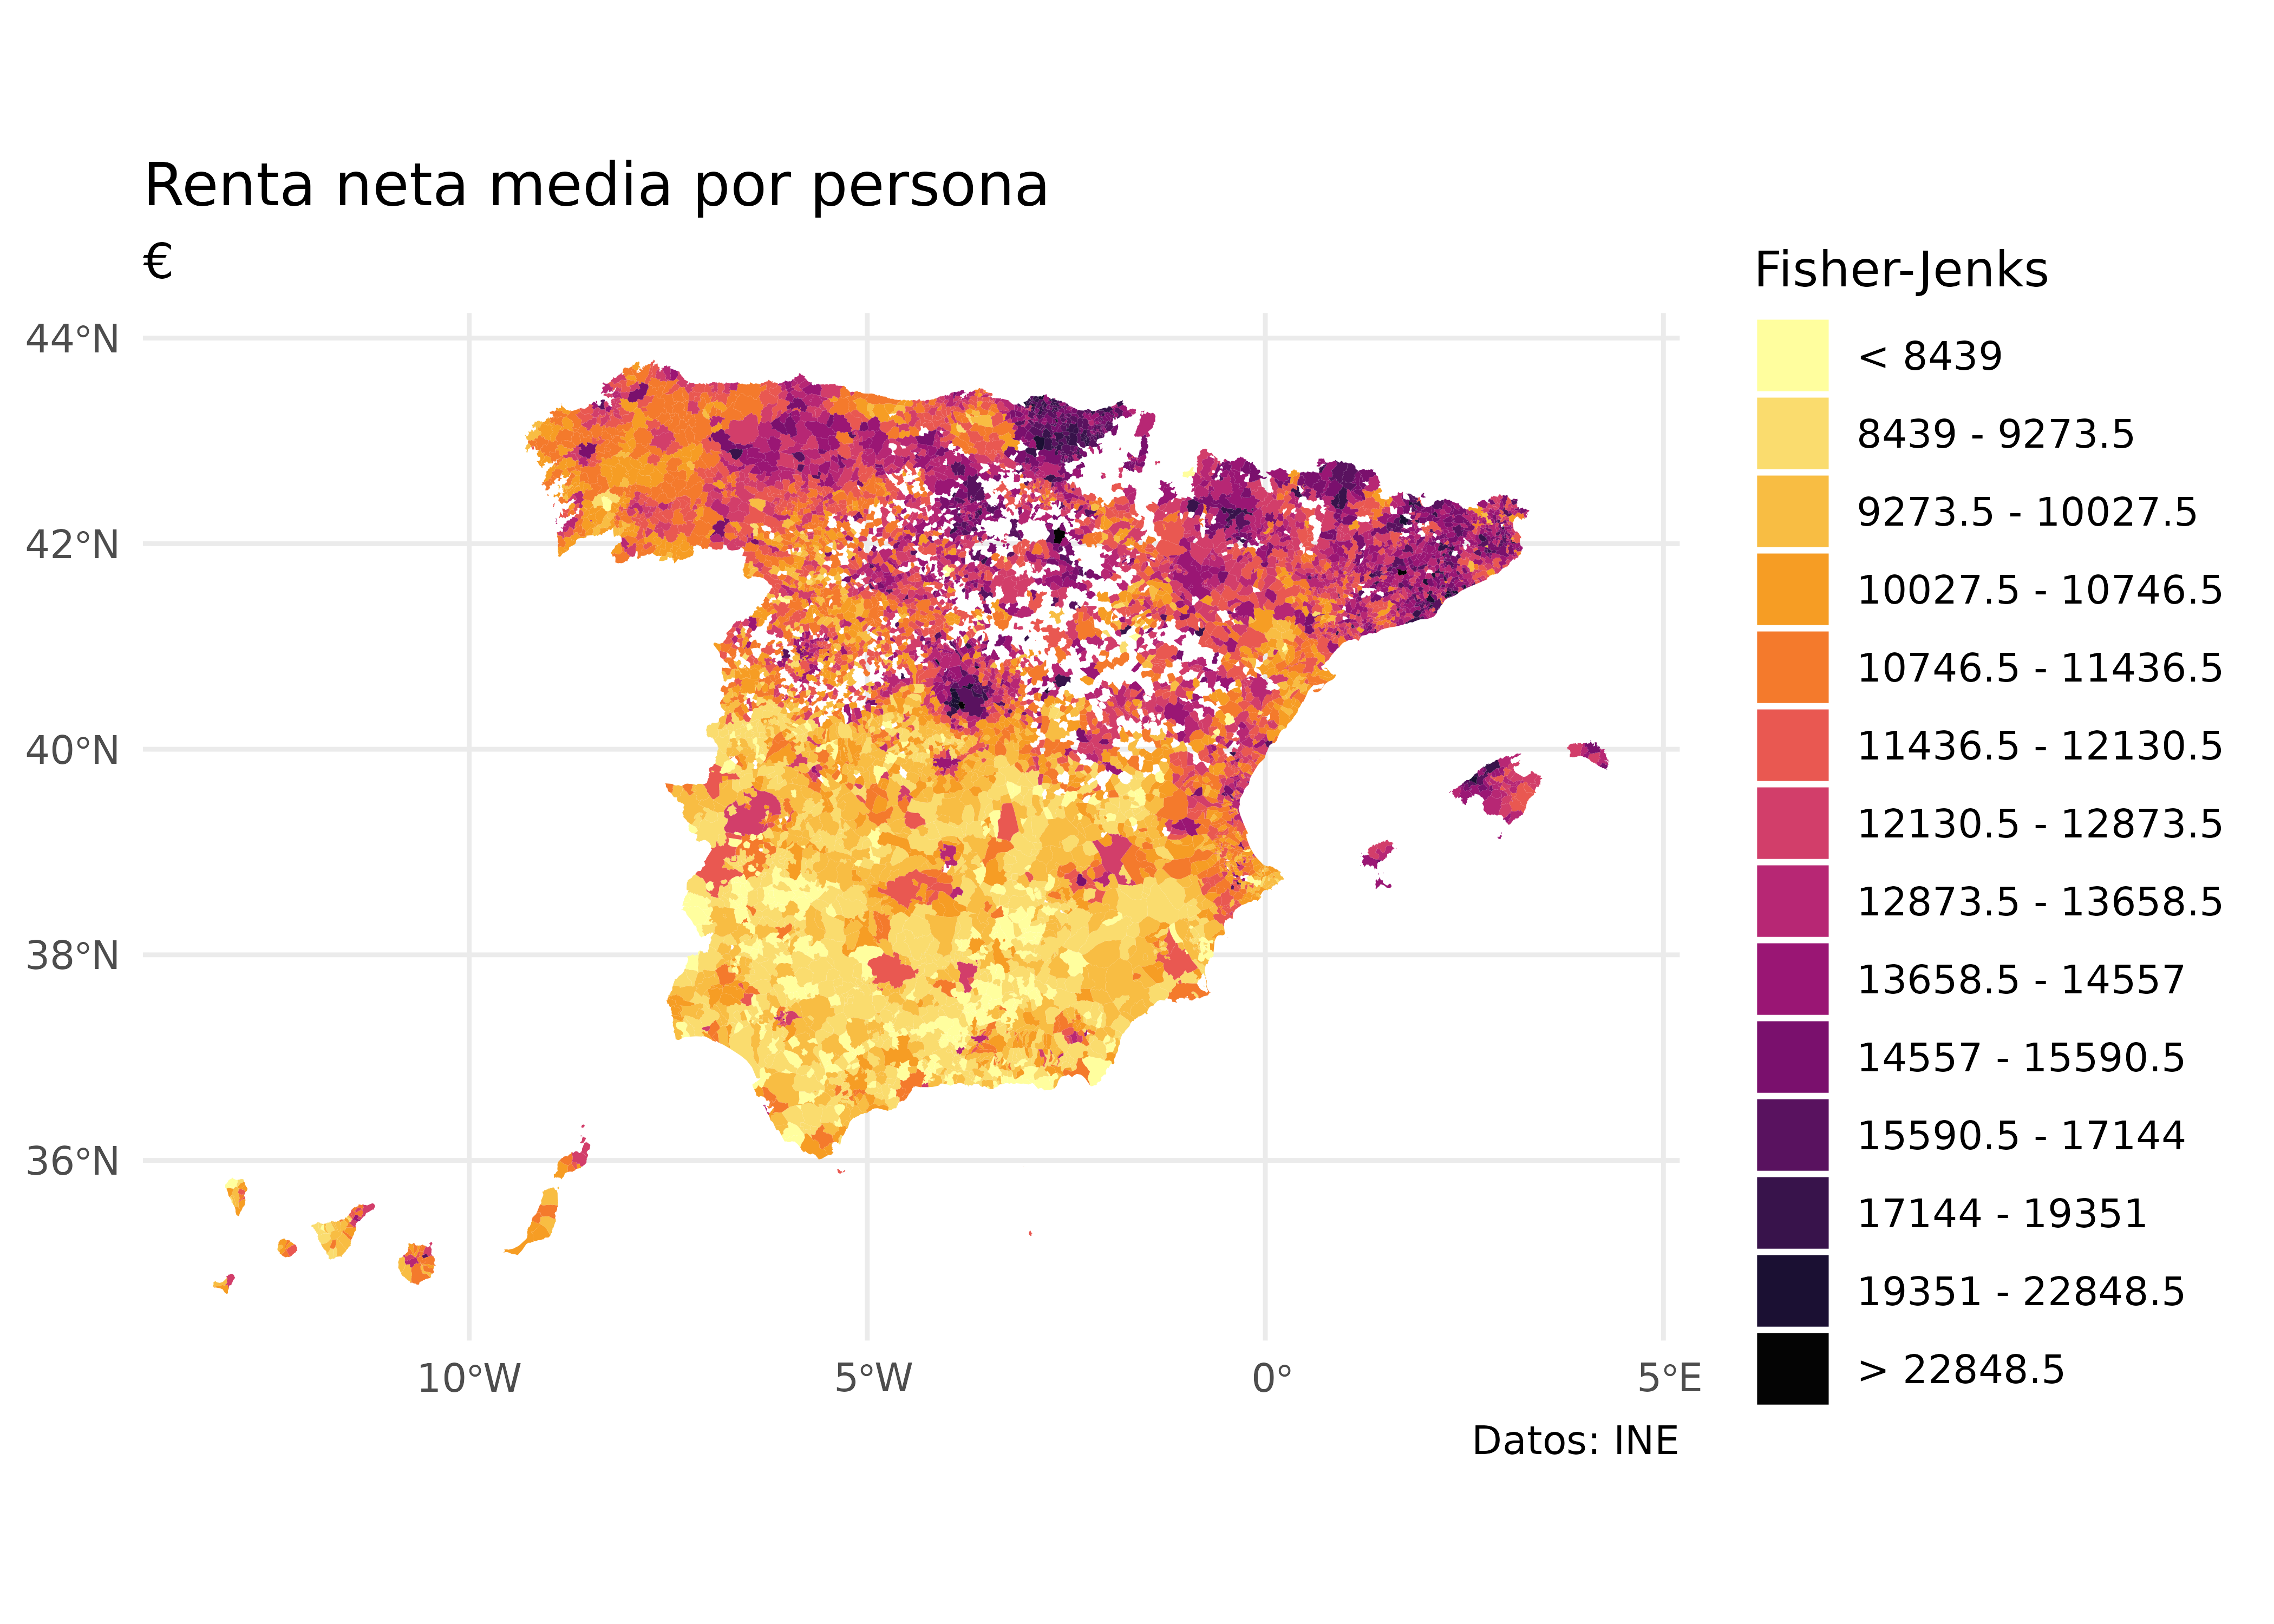 Renta neta media por persona
€
Fisher-Jenks
< 8439
8439 - 9273.5
9273.5 - 10027.5
10027.5 - 10746.5
10746.5 - 11436.5
11436.5 - 12130.5
12130.5 - 12873.5
12873.5 - 13658.5
13658.5 - 14557
14557 - 15590.5
15590.5 - 17144
17144 - 19351
19351 - 22848.5
> 22848.5
44°N
42°N
40°N
38°N
36°N
10°W 5°W 0° 5°E
Datos: INE